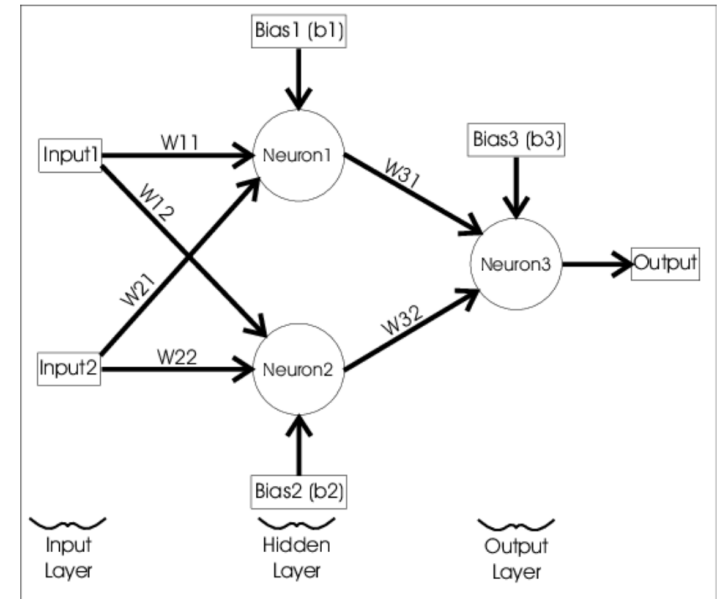 Bias1 (b1)
Input1
W11
Neuron1
Bias3 (b3)
W12
W31
W21
Neuron3
Output
Input2
W22
Neuron2
W32
Bias2 (b2)
Input
Layer
Hidden
Layer
Output
Layer